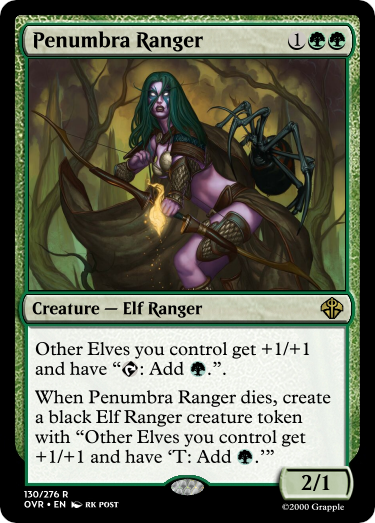 Penumbra Ranger 1
Creature — Elf Ranger
Other Elves you control get +1/+1
and have “: Add .”.
When Penumbra Ranger dies, create
a black Elf Ranger creature token
with “Other Elves you control get
+1/+1 and have ‘T: Add .’”
2/1
130/276 R
OVR • EN RK POST
©2000 Grapple